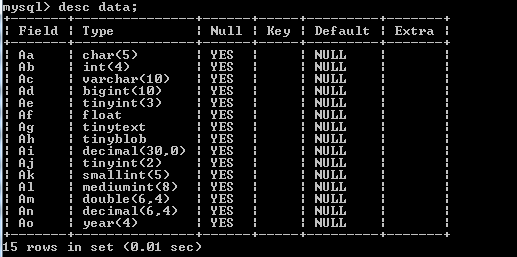 mysql> desc data;
+-------+---------------+------+-----+---------+-------+
| Field | Type          | Null | Key | Default | Extra |
+-------+---------------+------+-----+---------+-------+
| Aa    | char(5)       | YES  |     | NULL    |       |
| Ab    | int(4)        | YES  |     | NULL    |       |
| Ac    | varchar(10)   | YES  |     | NULL    |       |
| Ad    | bigint(10)    | YES  |     | NULL    |       |
| Ae    | tinyint(3)    | YES  |     | NULL    |       |
| Af    | float         | YES  |     | NULL    |       |
| Ag    | tinytext      | YES  |     | NULL    |       |
| Ah    | tinyblob      | YES  |     | NULL    |       |
| Ai    | decimal(30,0) | YES  |     | NULL    |       |
| Aj    | tinyint(2)    | YES  |     | NULL    |       |
| Ak    | smallint(5)   | YES  |     | NULL    |       |
| Al    | mediumint(8)  | YES  |     | NULL    |       |
| Am    | double(6,4)   | YES  |     | NULL    |       |
| An    | decimal(6,4)  | YES  |     | NULL    |       |
| Ao    | year(4)       | YES  |     | NULL    |       |
+-------+---------------+------+-----+---------+-------+
15 rows in set (0.01 sec)